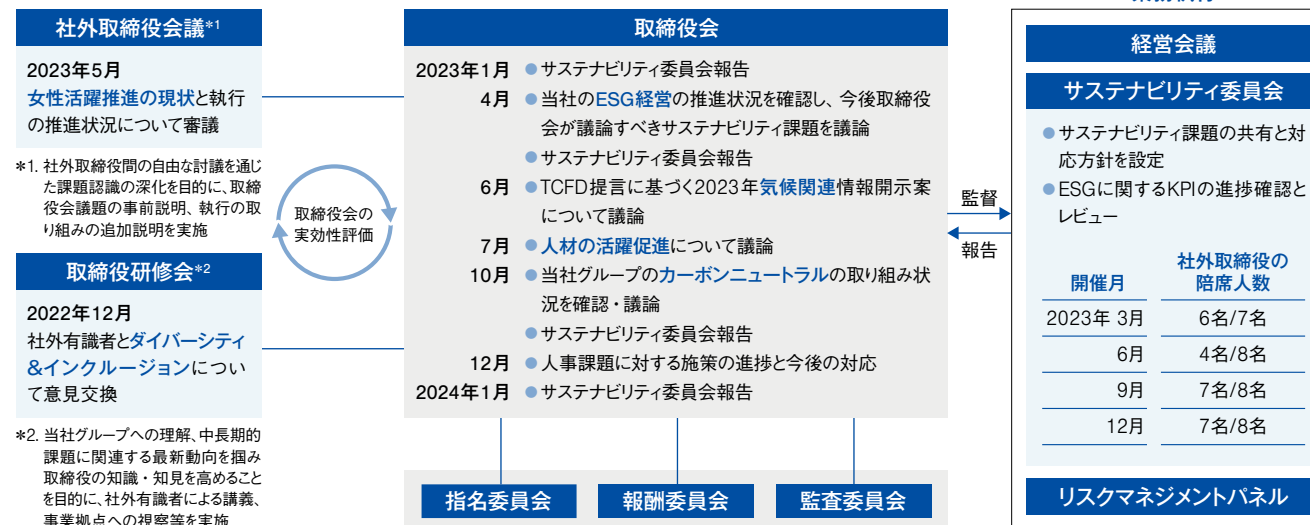 社外取締役会議*1
2023年5月
女性活躍推進の現状と執行
の推進状況について審議
*1. 社外取締役間の自由な討議を通じ
た課題認識の深化を目的に、取締
役会議題の事前説明、執行の取
り組みの追加説明を実施
取締役研修会*2
2022年12月
社外有識者とダイバーシティ
&インクルージョンについ
て意見交換
*2. 当社グループへの理解、中長期的
課題に関連する最新動向を掴み
取締役の知識・知見を高めること
を目的に、社外有識者による講義、
事業拠点への視察等を実施
取締役会の
実効性評価
取締役会
2023年1月 ●サステナビリティ委員会報告
4月 ●当社のESG経営の推進状況を確認し、今後取締役
会が議論すべきサステナビリティ課題を議論
●サステナビリティ委員会報告
6月 ●TCFD提言に基づく2023年気候関連情報開示案
について議論
7月 ●人材の活躍促進について議論
10月 ●当社グループのカーボンニュートラルの取り組み状
況を確認・議論
●サステナビリティ委員会報告
12月 ●人事課題に対する施策の進捗と今後の対応
2024年1月 ●サステナビリティ委員会報告
指名委員会 報酬委員会 監査委員会
監督
報告
経営会議
サステナビリティ委員会
●サステナビリティ課題の共有と対
応方針を設定
●ESGに関するKPIの進捗確認と
レビュー
開催月 社外取締役の
陪席人数
2023年 3月 6名/7名
6月 4名/8名
9月 7名/8名
12月 7名/8名
リスクマネジメントパネル